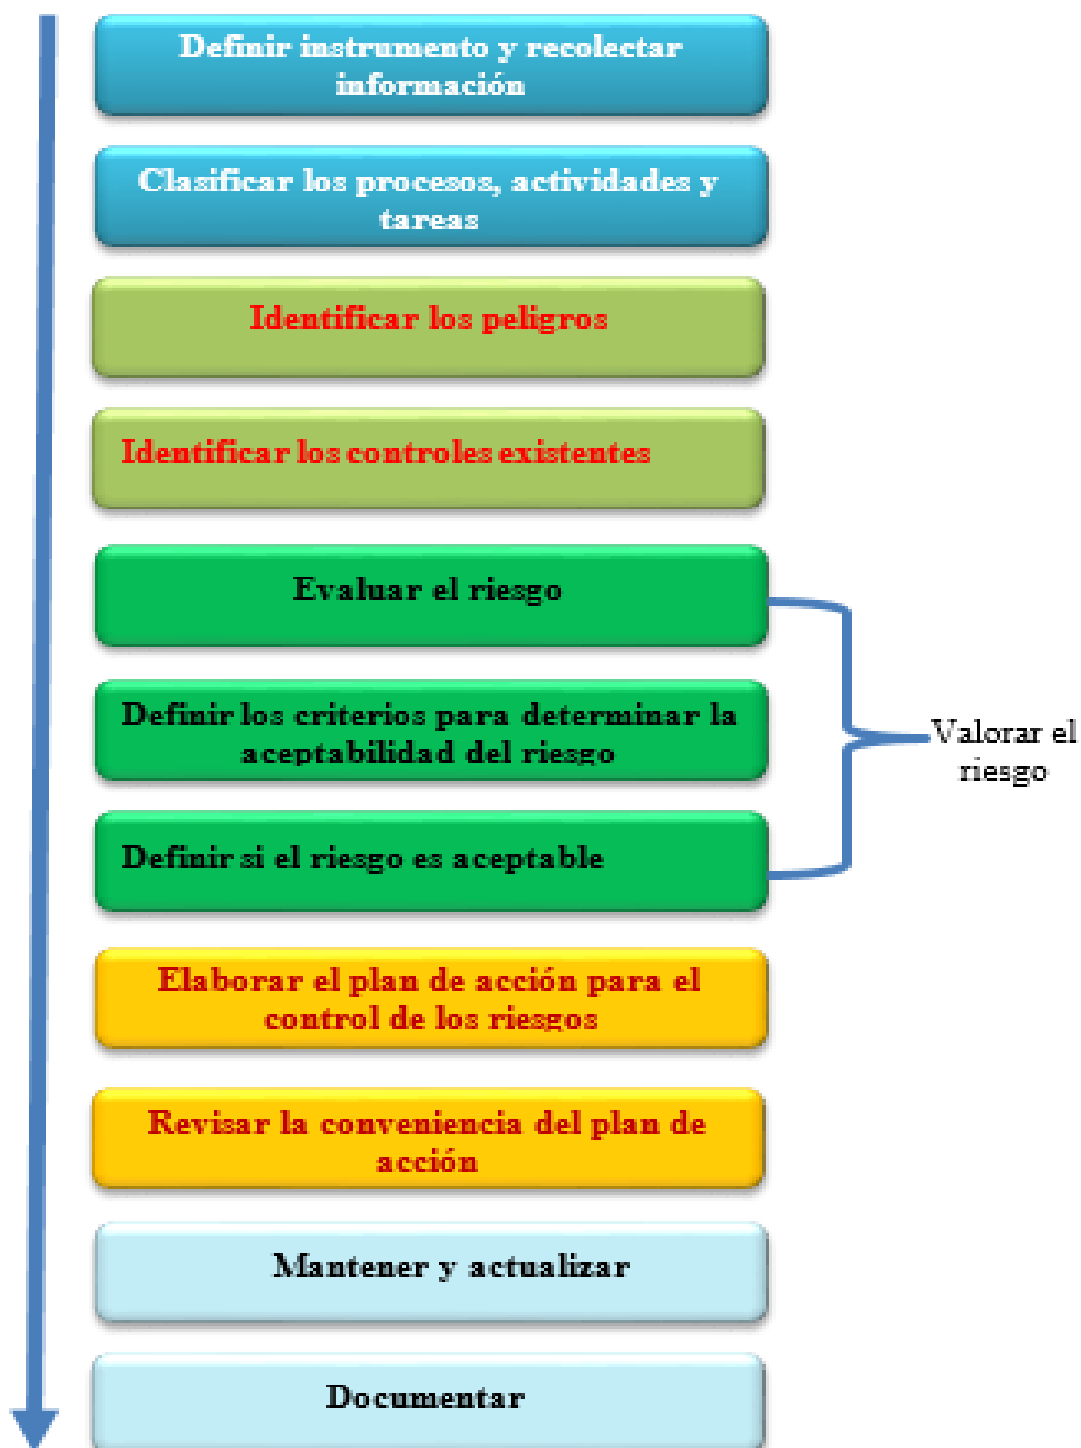 Definir instrumento y recolectar
información
Clasificar los procesos, actividades y
tareas
Identificar los peligros
Identificar los controles existentes
Evaluar el riesgo
Definir los criterios para determinar la
aceptabilidad del riesgo
Definir si el riesgo es aceptable
Valorar el
riesgo
Elaborar el plan de acción para el
control de los riesgos
Revisar la conveniencia del plan de
acción
Mantener y actualizar
Documentar